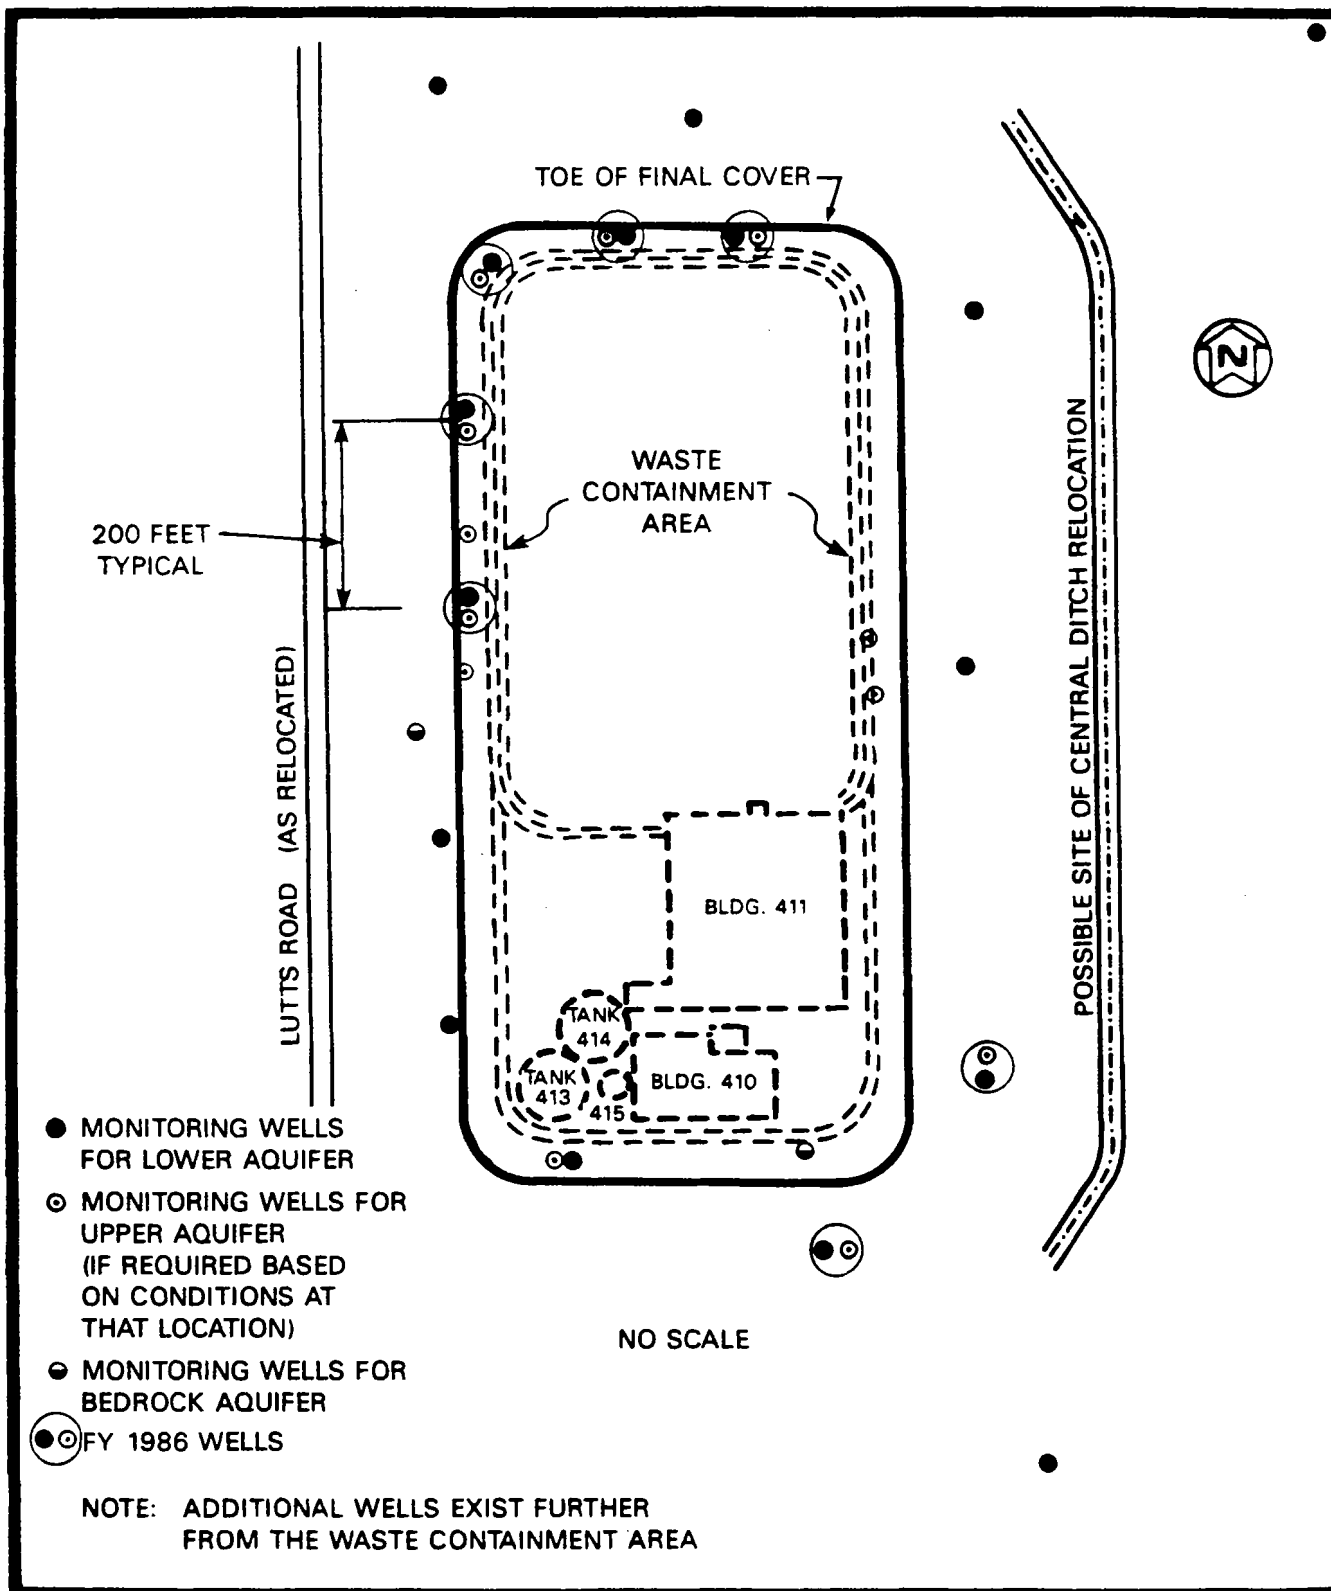 TOE OF FINAL COVER
N
WASTE
CONTAINMENT
AREA
200 FEET
TYPICAL
LUTTS ROAD (AS RELOCATED)
POSSIBLE SITE OF CENTRAL DITCH RELOCATION
BLDG. 411
TANK
414
TANK
413
415
BLDG. 410
MONITORING WELLS
FOR LOWER AQUIFER
MONITORING WELLS FOR
UPPER AQUIFER
(IF REQUIRED BASED
ON CONDITIONS AT
THAT LOCATION)
MONITORING WELLS FOR
BEDROCK AQUIFER
FY 1986 WELLS
NO SCALE
NOTE: ADDITIONAL WELLS EXIST FURTHER
FROM THE WASTE CONTAINMENT AREA